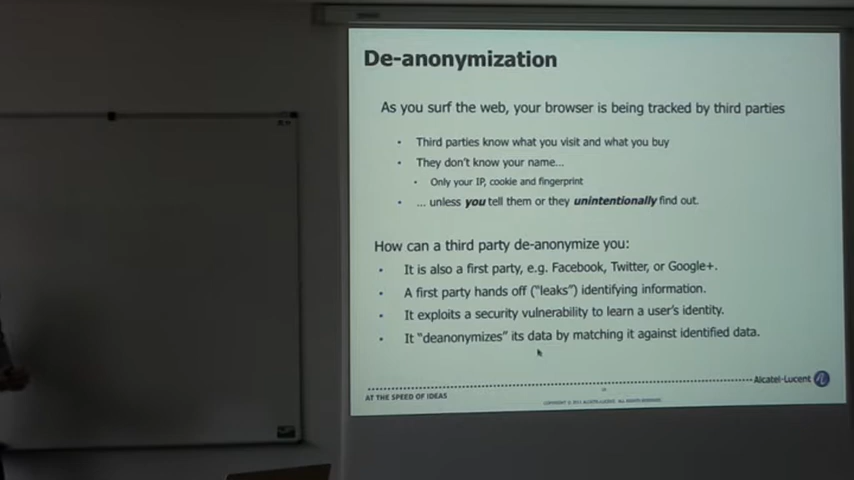 De-anonymization
As you surf the web, your browser is being tracked by third parties
• Third parties know what you visit and what you buy
• They don't know your name...
• Only your IP, cookie and fingerprint
• ... unless you tell them or they unintentionally find out.
How can a third party de-anonymize you:
• It is also a first party, e.g. Facebook, Twitter, or Google+.
• A first party hands off ("leaks") identifying information.
• It exploits a security vulnerability to learn a user's identity.
• It "deanonymizes" its data by matching it against identified data.
Alcatel-Lucent
AT THE SPEED OF IDEAS